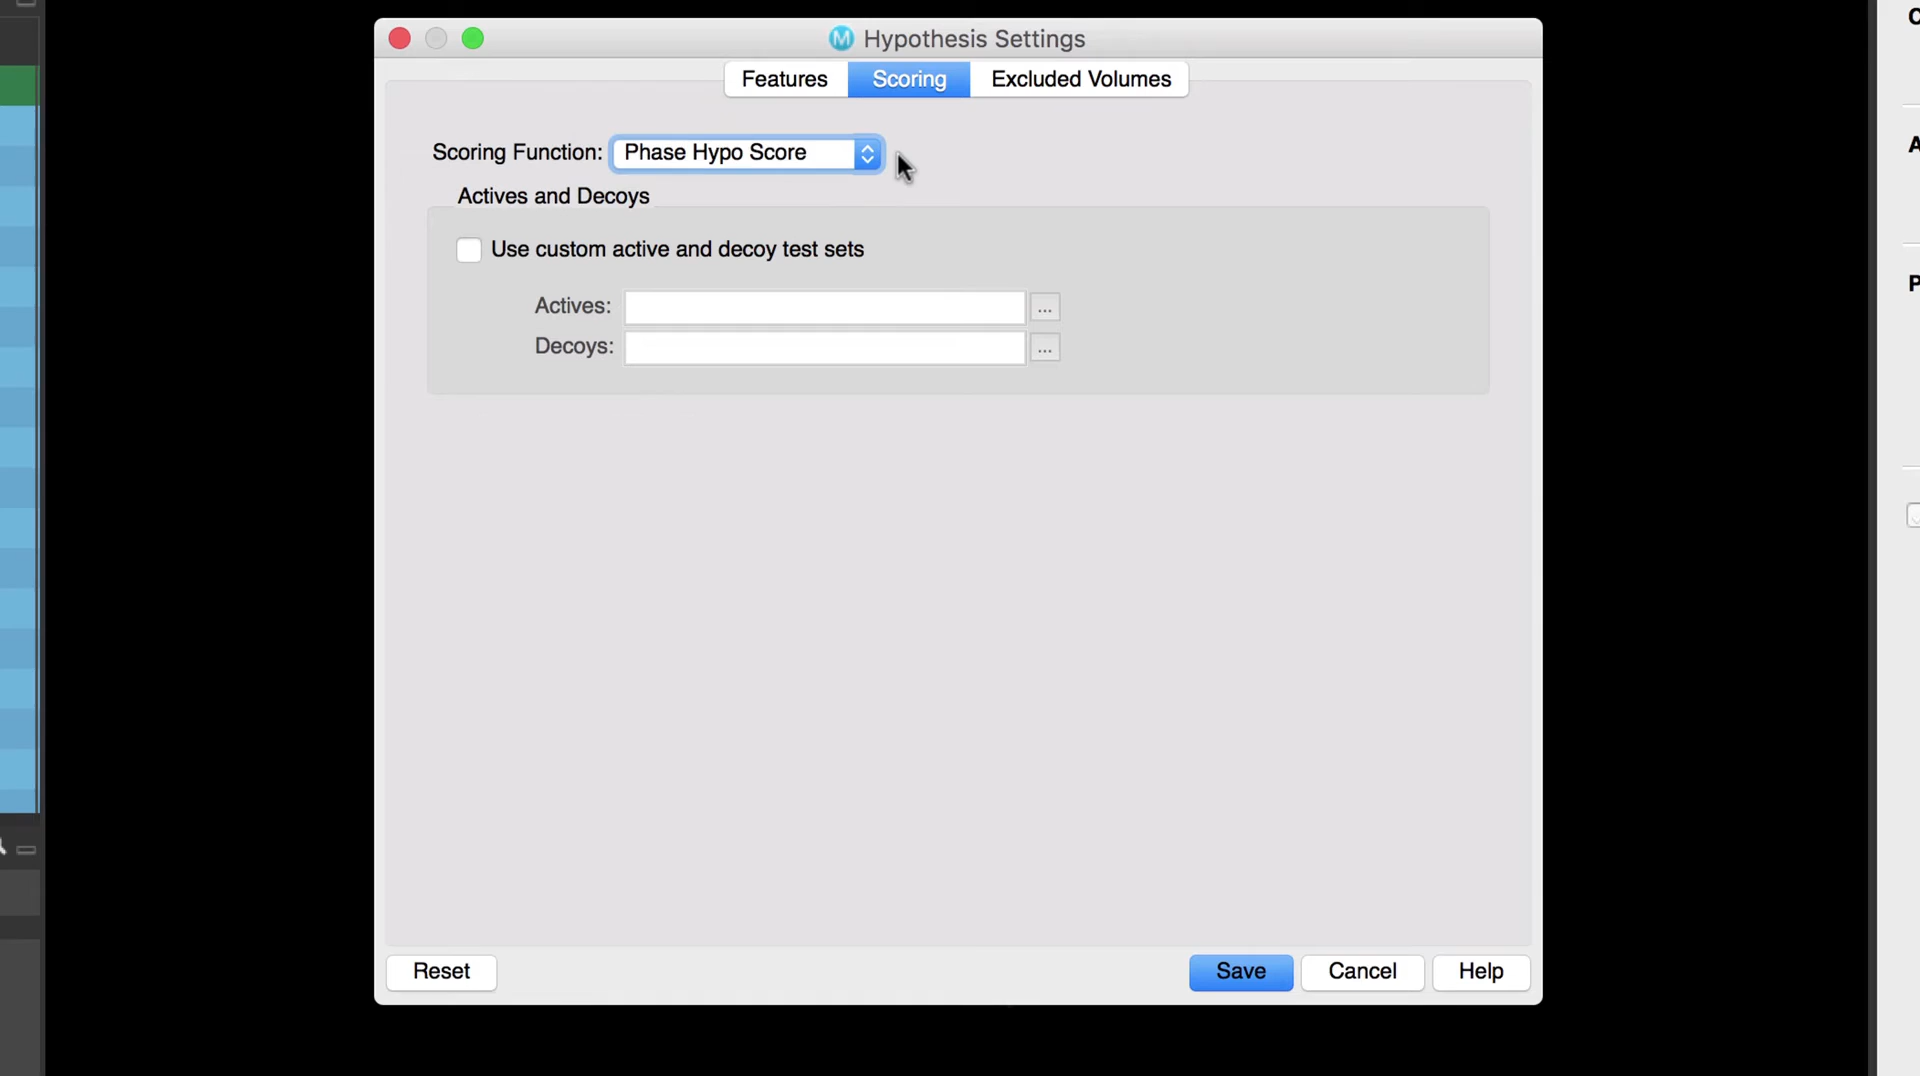 M Hypothesis Settings
Features Scoring Excluded Volumes
Scoring Function: Phase Hypo Score
Actives and Decoys
Use custom active and decoy test sets
Actives: ...
Decoys: ...
Reset Save Cancel Help